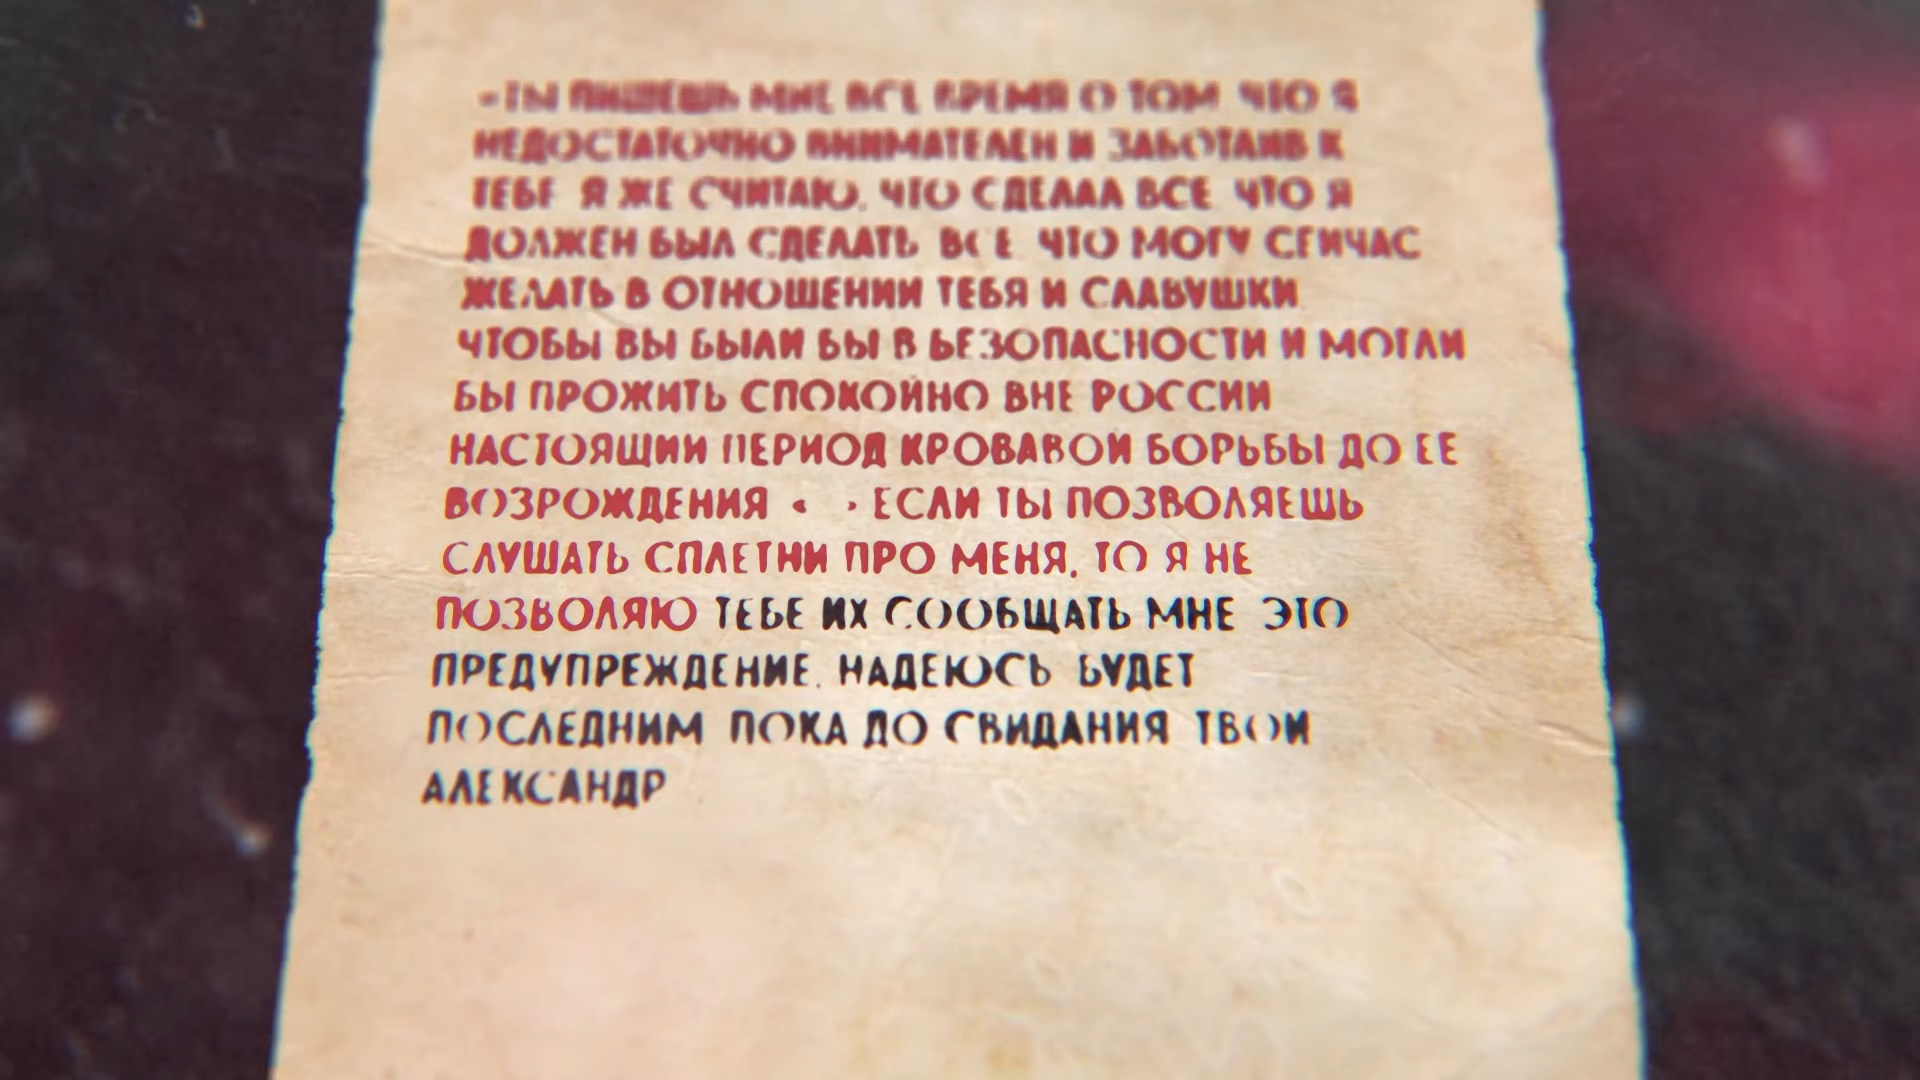 «ТЫ ПИШЕШЬ МНЕ ВСЕ ВРЕМЯ О ТОМ, ЧТО Я
НЕДОСТАТОЧНО ВНИМАТЕЛЕН И ЗАБОТЛИВ К
ТЕБЕ. Я ЖЕ СЧИТАЮ, ЧТО СДЕЛАЛ ВСЕ, ЧТО Я
ДОЛЖЕН БЫЛ СДЕЛАТЬ. ВСЕ, ЧТО МОГУ СЕЙЧАС
ЖЕЛАТЬ В ОТНОШЕНИИ ТЕБЯ И СЛАВУШКИ,
ЧТОБЫ ВЫ БЫЛИ БЫ В БЕЗОПАСНОСТИ И МОГЛИ
БЫ ПРОЖИТЬ СПОКОЙНО ВНЕ РОССИИ
НАСТОЯЩИЙ ПЕРИОД КРОВАВОЙ БОРЬБЫ ДО ЕЕ
ВОЗРОЖДЕНИЯ. < > ЕСЛИ ТЫ ПОЗВОЛЯЕШЬ
СЛУШАТЬ СПЛЕТНИ ПРО МЕНЯ, ТО Я НЕ
ПОЗВОЛЯЮ ТЕБЕ ИХ СООБЩАТЬ МНЕ. ЭТО
ПРЕДУПРЕЖДЕНИЕ, НАДЕЮСЬ, БУДЕТ
ПОСЛЕДНИМ. ПОКА ДО СВИДАНИЯ. ТВОЙ
АЛЕКСАНДР